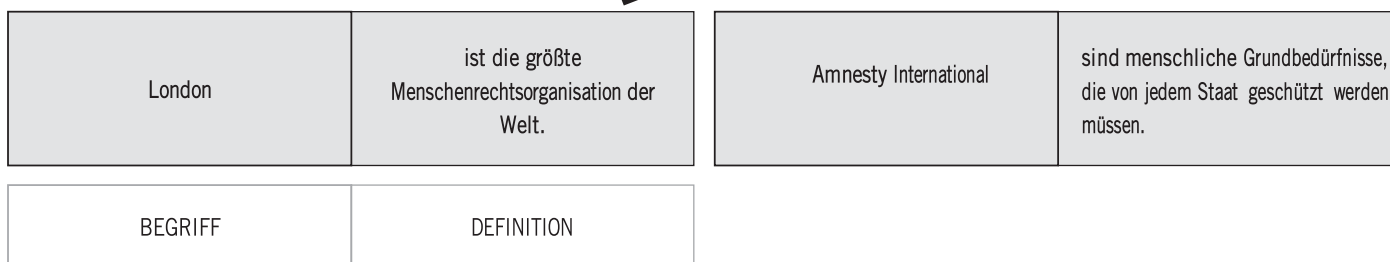 London
ist die größte
Menschenrechtsorganisation der
Welt.
Amnesty International
sind menschliche Grundbedürfnisse,
die von jedem Staat geschützt werden
müssen.
BEGRIFF
DEFINITION